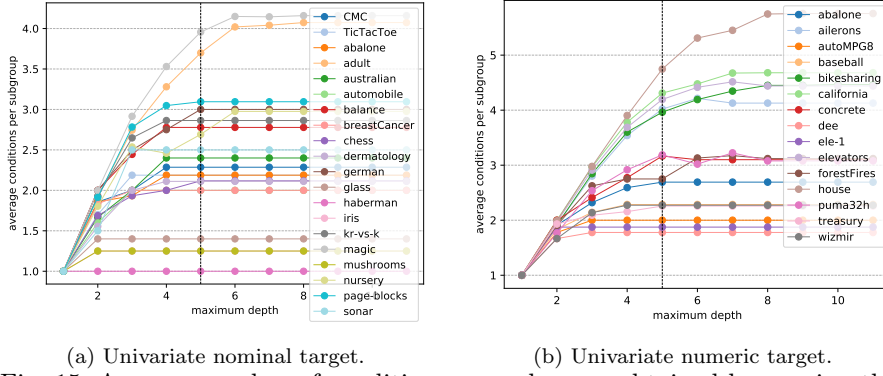 4.0
3.5
3.0
2.5
2.0
1.5
1.0
average conditions per subgroup
2
4
6
8
maximum depth
CMC
TicTacToe
abalone
adult
australian
automobile
balance
breastCancer
chess
dermatology
german
glass
haberman
iris
kr-vs-k
magic
mushrooms
nursery
page-blocks
sonar
(a) Univariate nominal target.
5
4
3
2
1
average conditions per subgroup
2
4
6
8
10
maximum depth
abalone
ailerons
autoMPG8
baseball
bikesharing
california
concrete
dee
ele-1
elevators
forestFires
house
puma32h
treasury
wizmir
(b) Univariate numeric target.